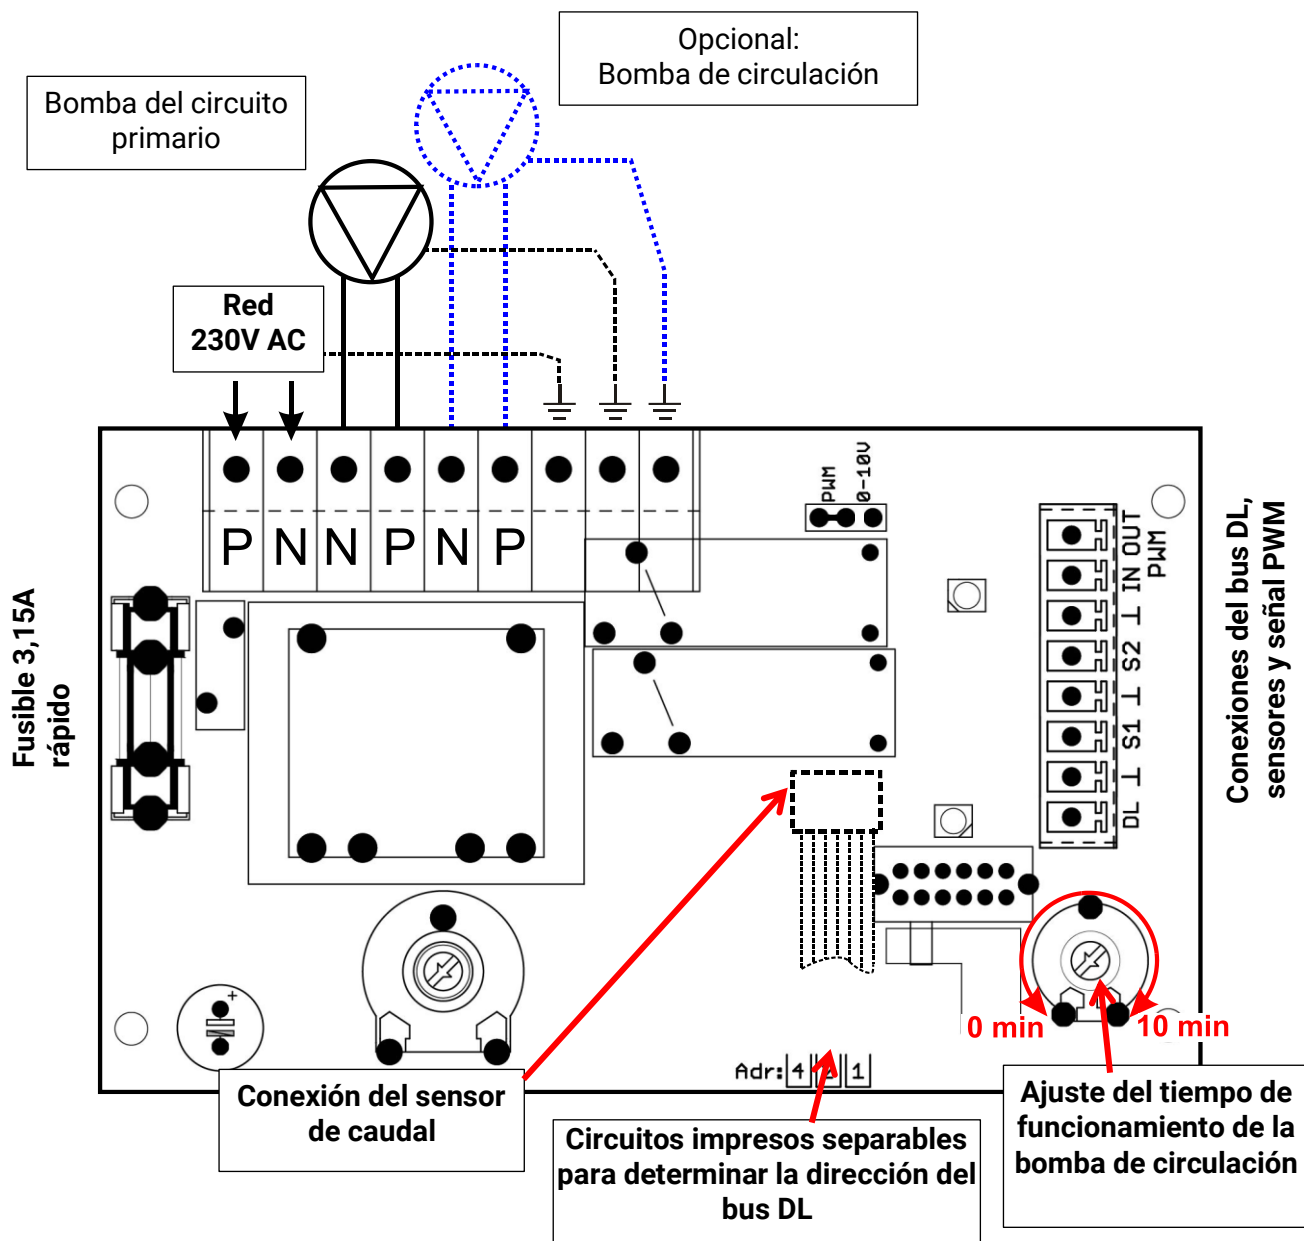 Opcional:
Bomba de circulación
Bomba del circuito
primario
Red
230V AC
P N N P N P
PWM
0-10V
OUT
IN
PWM
⊥
S2
⊥
S1
⊥
DL
Conexiones del bus DL,
sensores y señal PWM
Fusible 3,15A
rápido
+
0 min
10 min
Adr: 4 2 1
Conexión del sensor
de caudal
Circuitos impresos separables
para determinar la dirección del
bus DL
Ajuste del tiempo de
funcionamiento de la
bomba de circulación